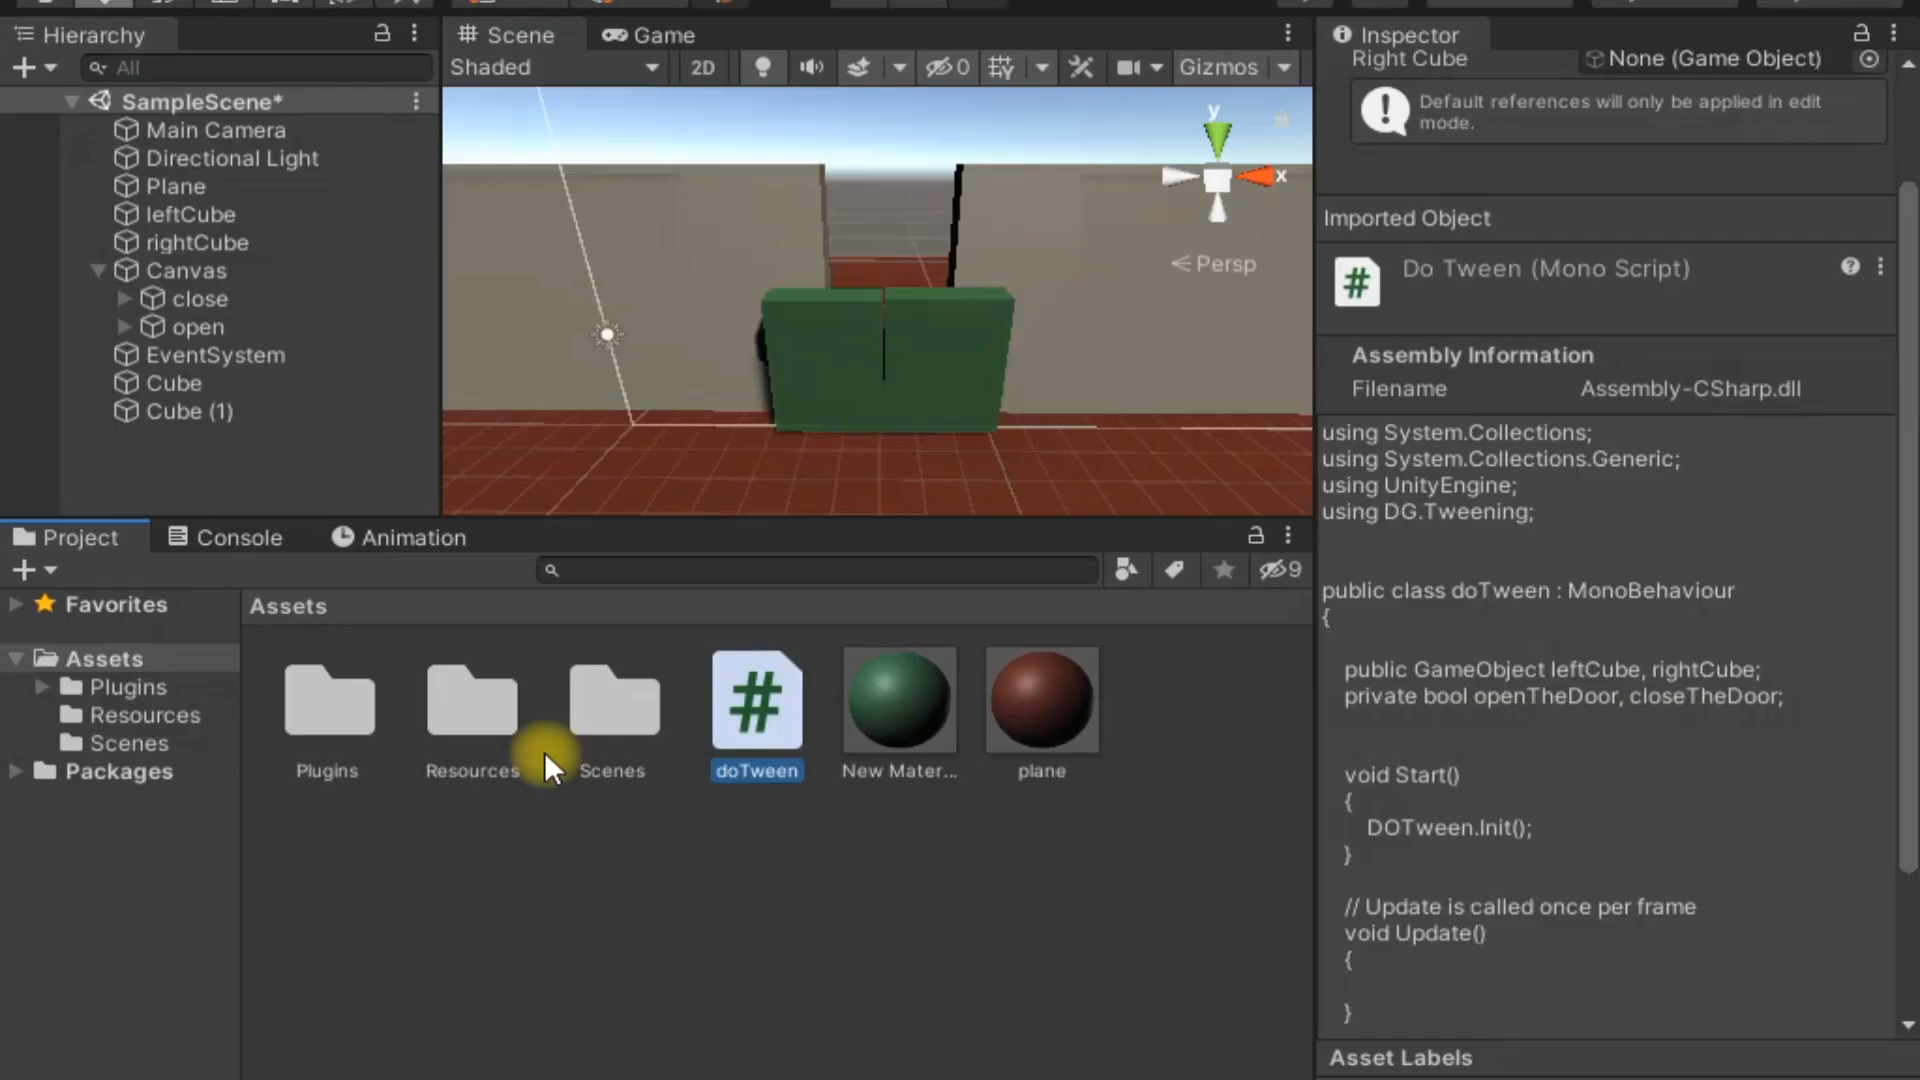 Hierarchy
All
SampleScene*
Main Camera
Directional Light
Plane
leftCube
rightCube
Canvas
close
open
EventSystem
Cube
Cube (1)
Scene
Game
Shaded
2D
0
Gizmos
y
x
Persp
Inspector
Right Cube
None (Game Object)
Default references will only be applied in edit
mode.
Imported Object
Do Tween (Mono Script)
Assembly Information
Filename
Assembly-CSharp.dll
using System.Collections;
using System.Collections.Generic;
using UnityEngine;
using DG.Tweening;
public class doTween : MonoBehaviour
{
public GameObject leftCube, rightCube;
private bool openTheDoor, closeTheDoor;
void Start()
{
DOTween.Init();
}
// Update is called once per frame
void Update()
{
}
Asset Labels
Project
Console
Animation
9
Favorites
Assets
Plugins
Resources
Scenes
Packages
Assets
Plugins
Resources
Scenes
doTween
New Mater...
plane